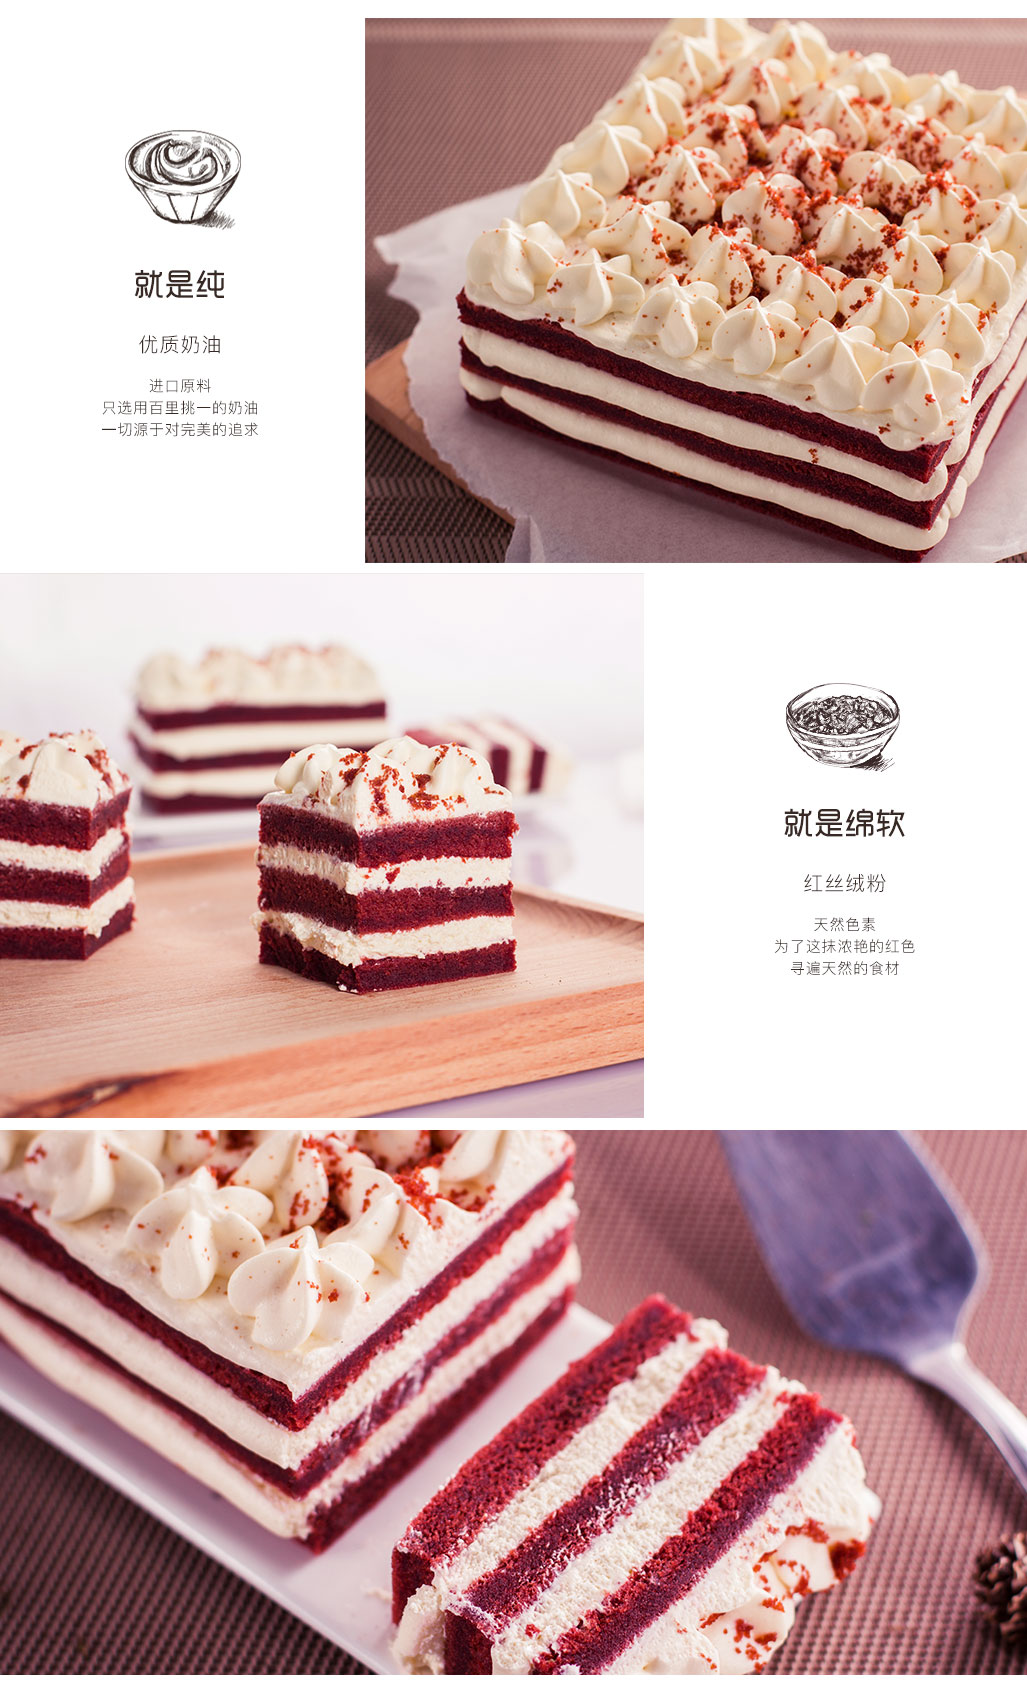 就是纯
优质奶油
进口原料
只选用百里挑一的奶油
一切源于对完美的追求
就是绵软
红丝绒粉
天然色素
为了这抹浓艳的红色
寻遍天然的食材